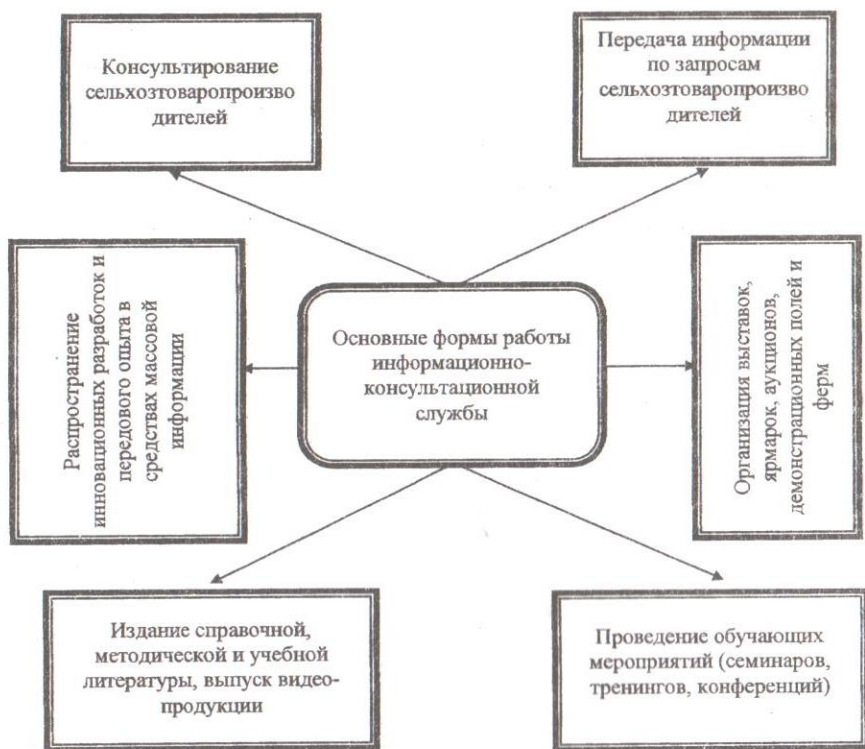 Консультирование
сельхозтоваропроизво
дителей
Передача информации
по запросам
сельхозтоваропроизво
дителей
Распространение
инновационных разработок и
передового опыта в
средствах массовой
информации
Основные формы работы
информационно-
консультационной
службы
Организация выставок,
ярмарок, аукционов,
демонстрационных полей и
ферм
Издание справочной,
методической и учебной
литературы, выпуск видео-
продукции
Проведение обучающих
мероприятий (семинаров,
тренингов, конференций)